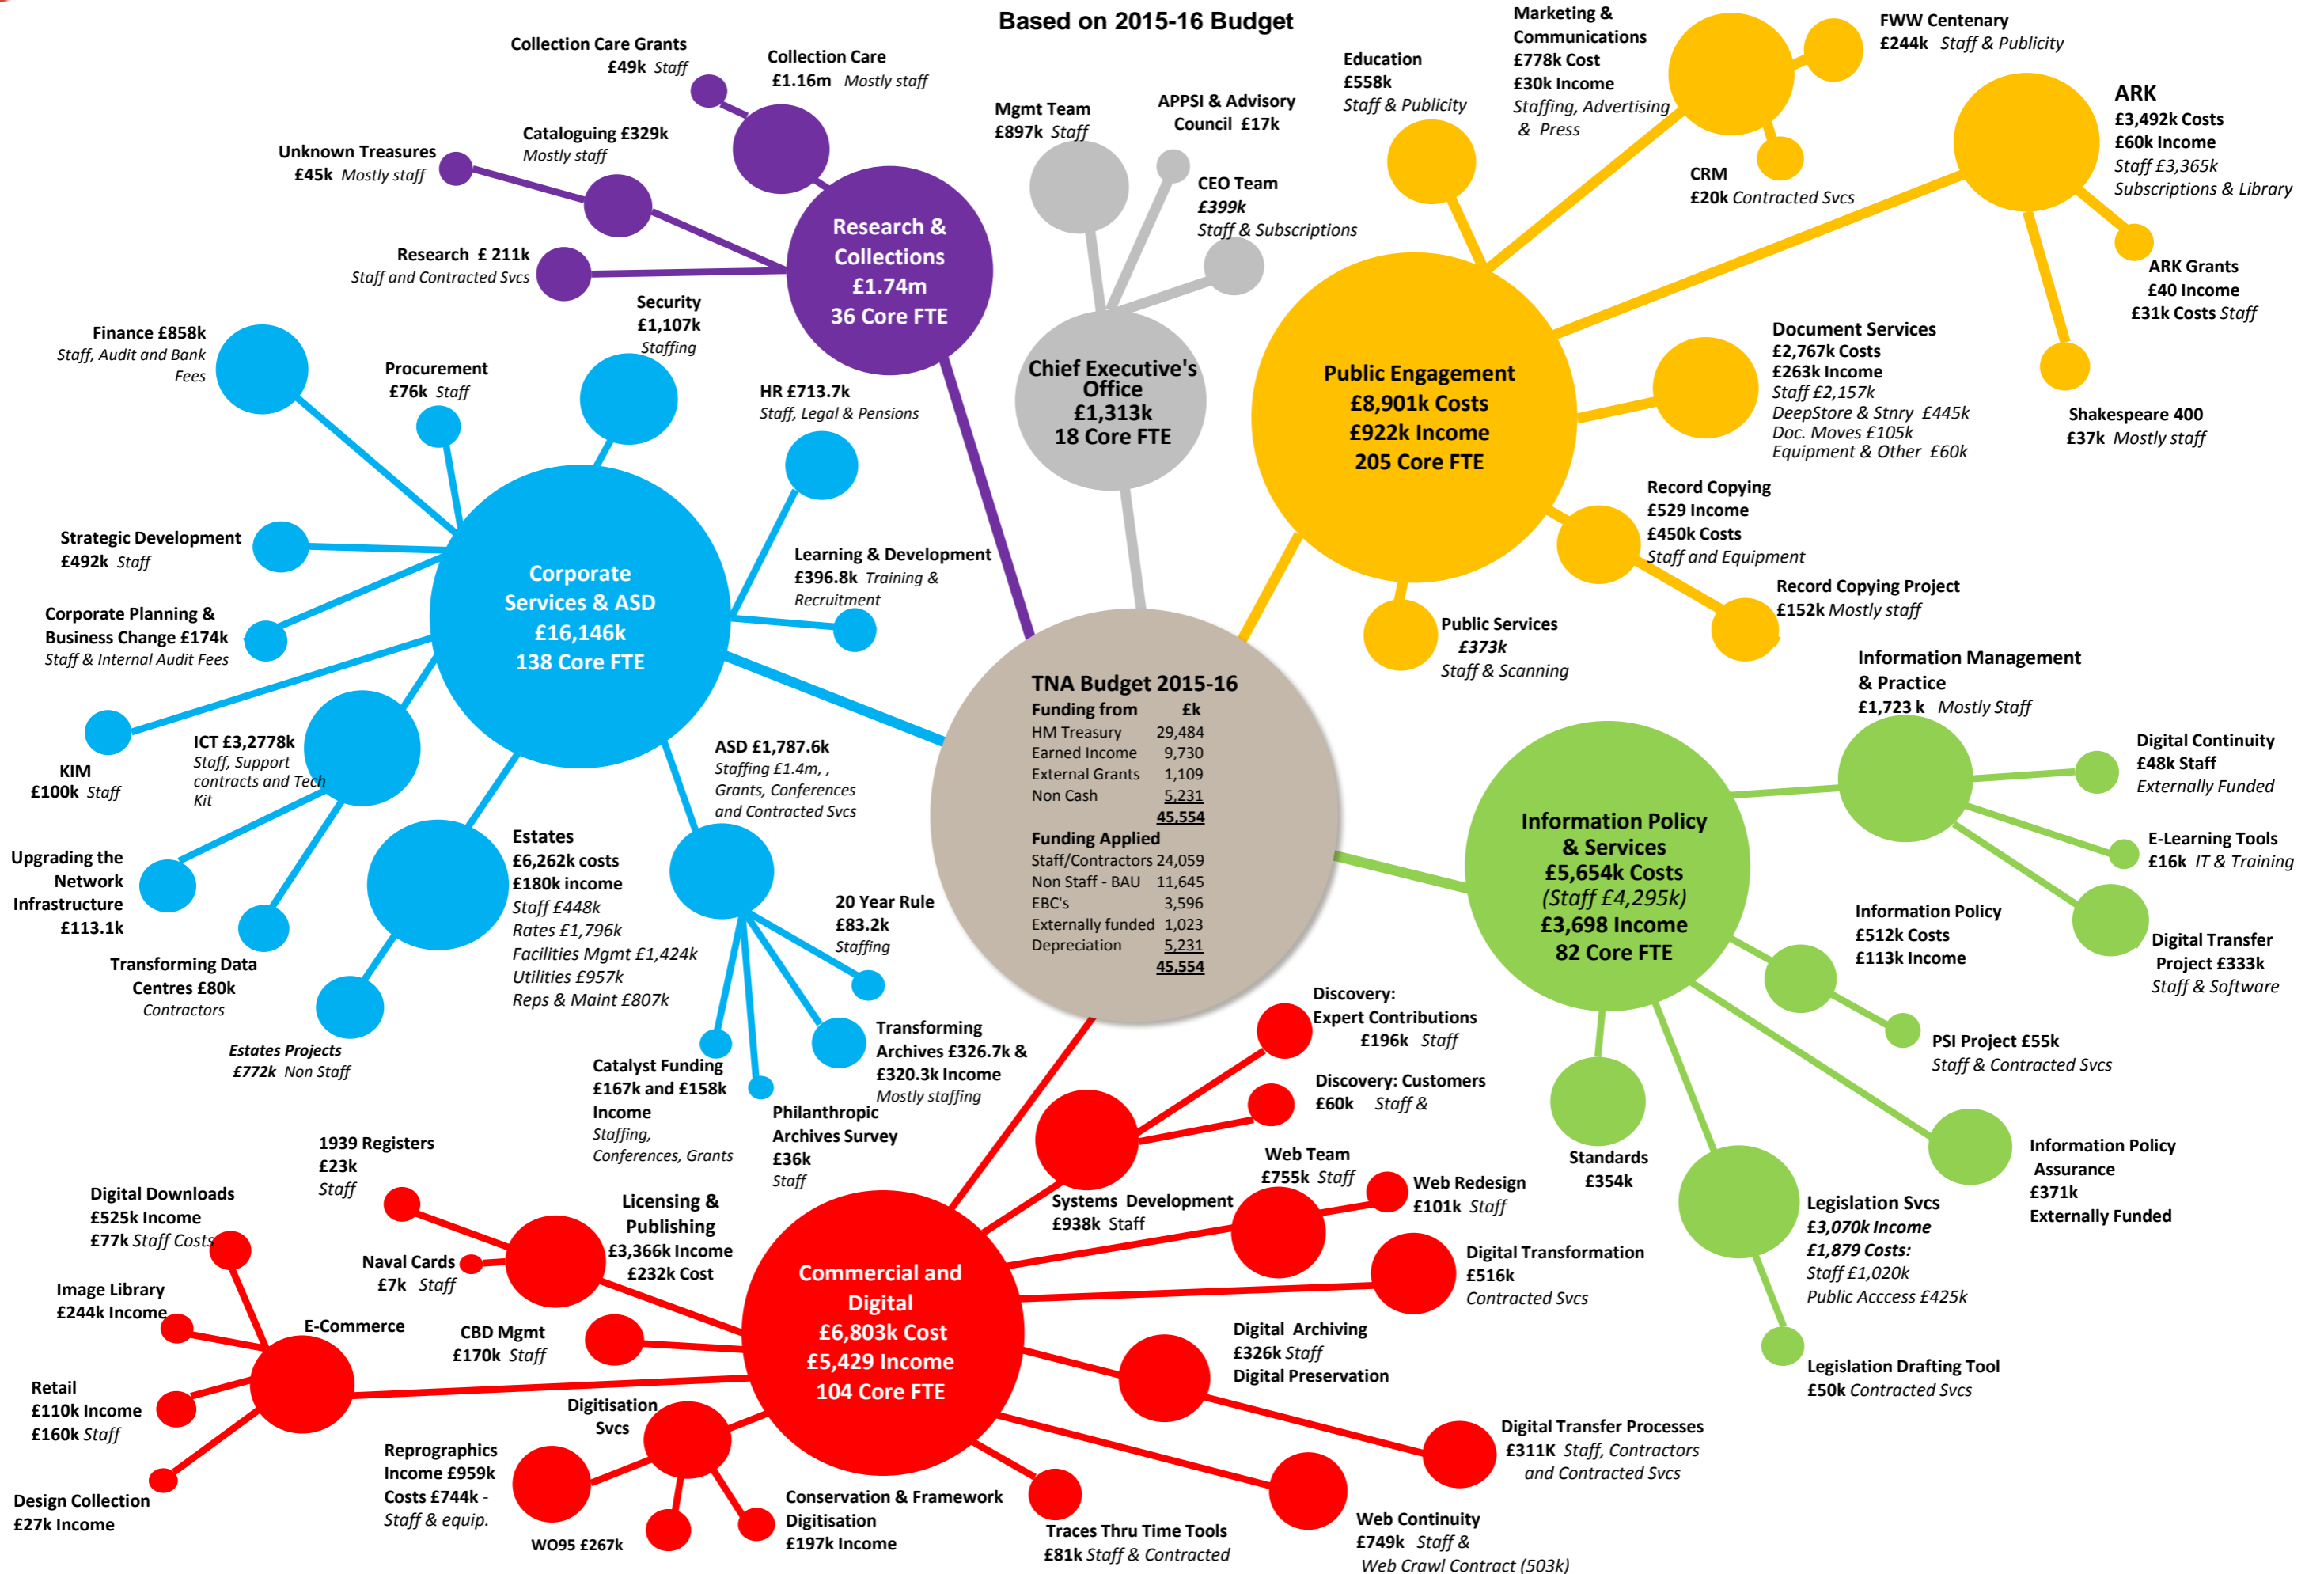 Based on 2015-16 Budget
Collection Care Grants
£49k Staff
Collection Care
£1.16m Mostly staff
Cataloguing £329k
Mostly staff
Unknown Treasures
£45k Mostly staff
Research £ 211k
Staff and Contracted Svcs
Research &
Collections
£1.74m
36 Core FTE
Mgmt Team
£897k Staff
APPSI & Advisory
Council £17k
CEO Team
£399k
Staff & Subscriptions
Chief Executive's
Office
£1,313k
18 Core FTE
Education
£558k
Staff & Publicity
Marketing &
Communications
£778k Cost
£30k Income
Staffing, Advertising
& Press
FWW Centenary
£244k Staff & Publicity
CRM
£20k Contracted Svcs
ARK
£3,492k Costs
£60k Income
Staff £3,365k
Subscriptions & Library
ARK Grants
£40 Income
£31k Costs Staff
Shakespeare 400
£37k Mostly staff
Public Engagement
£8,901k Costs
£922k Income
205 Core FTE
Document Services
£2,767k Costs
£263k Income
Staff £2,157k
DeepStore & Stnry £445k
Doc. Moves £105k
Equipment & Other £60k
Record Copying
£529 Income
£450k Costs
Staff and Equipment
Record Copying Project
£152k Mostly staff
Public Services
£373k
Staff & Scanning
Finance £858k
Staff, Audit and Bank
Fees
Procurement
£76k Staff
Security
£1,107k
Staffing
HR £713.7k
Staff, Legal & Pensions
Learning & Development
£396.8k Training &
Recruitment
Strategic Development
£492k Staff
Corporate Planning &
Business Change £174k
Staff & Internal Audit Fees
Corporate
Services & ASD
£16,146k
138 Core FTE
KIM
£100k Staff
ICT £3,2778k
Staff, Support
contracts and Tech
Kit
Upgrading the
Network
Infrastructure
£113.1k
Transforming Data
Centres £80k
Contractors
Estates
£6,262k costs
£180k income
Staff £448k
Rates £1,796k
Facilities Mgmt £1,424k
Utilities £957k
Reps & Maint £807k
Estates Projects
£772k Non Staff
ASD £1,787.6k
Staffing £1.4m, ,
Grants, Conferences
and Contracted Svcs
20 Year Rule
£83.2k
Staffing
Transforming
Archives £326.7k &
£320.3k Income
Mostly staffing
Catalyst Funding
£167k and £158k
Income
Staffing,
Conferences, Grants
Philanthropic
Archives Survey
£36k
Staff
TNA Budget 2015-16
Funding from £k
HM Treasury 29,484
Earned Income 9,730
External Grants 1,109
Non Cash 5,231
45,554
Funding Applied
Staff/Contractors 24,059
Non Staff - BAU 11,645
EBC's 3,596
Externally funded 1,023
Depreciation 5,231
45,554
Information Policy
& Services
£5,654k Costs
(Staff £4,295k)
£3,698 Income
82 Core FTE
Information Management
& Practice
£1,723 k Mostly Staff
Digital Continuity
£48k Staff
Externally Funded
E-Learning Tools
£16k IT & Training
Digital Transfer
Project £333k
Staff & Software
Information Policy
£512k Costs
£113k Income
PSI Project £55k
Staff & Contracted Svcs
Standards
£354k
Information Policy
Assurance
£371k
Externally Funded
Legislation Svcs
£3,070k Income
£1,879 Costs:
Staff £1,020k
Public Acccess £425k
Legislation Drafting Tool
£50k Contracted Svcs
Commercial and
Digital
£6,803k Cost
£5,429 Income
104 Core FTE
Discovery:
Expert Contributions
£196k Staff
Discovery: Customers
£60k Staff &
Systems Development
£938k Staff
Web Team
£755k Staff
Web Redesign
£101k Staff
Digital Transformation
£516k
Contracted Svcs
Digital Archiving
£326k Staff
Digital Preservation
Digital Transfer Processes
£311K Staff, Contractors
and Contracted Svcs
Web Continuity
£749k Staff &
Web Crawl Contract (503k)
Traces Thru Time Tools
£81k Staff & Contracted
1939 Registers
£23k
Staff
Licensing &
Publishing
£3,366k Income
£232k Cost
Naval Cards
£7k Staff
CBD Mgmt
£170k Staff
Digital Downloads
£525k Income
£77k Staff Costs
Image Library
£244k Income
E-Commerce
Retail
£110k Income
£160k Staff
Design Collection
£27k Income
Digitisation
Svcs
Reprographics
Income £959k
Costs £744k -
Staff & equip.
WO95 £267k
Conservation & Framework
Digitisation
£197k Income